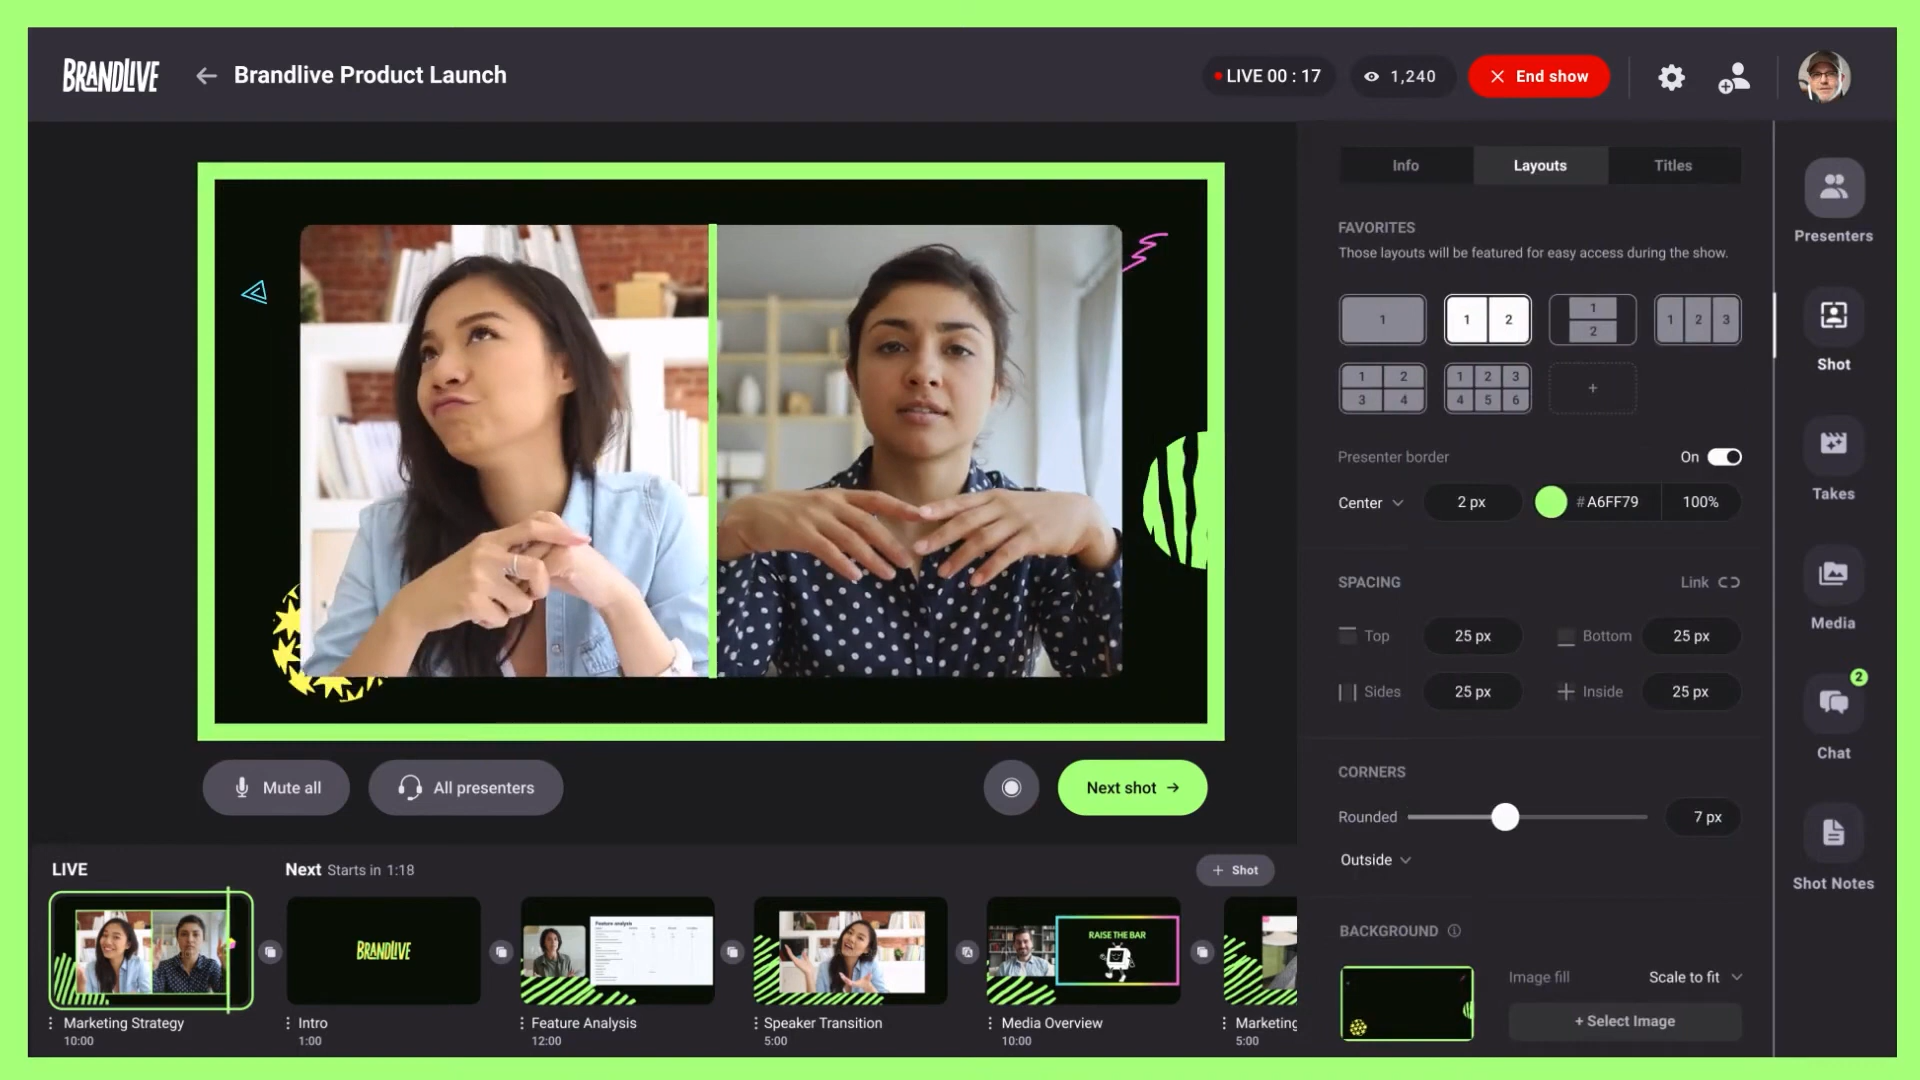 BRANDLIVE
Brandlive Product Launch
LIVE 00 : 17
1,240
End show
Info
Layouts
Titles
FAVORITES
Those layouts will be featured for easy access during the show.
1
1 2
1
2
1 2 3
1 2
3 4
1 2 3
4 5 6
+
Presenter border
On
Center
2 px
#A6FF79
100%
SPACING
Link
Top
25 px
Bottom
25 px
Sides
25 px
Inside
25 px
CORNERS
Rounded
7 px
Outside
BACKGROUND
Image fill
Scale to fit
+ Select Image
Presenters
Shot
Takes
Media
2
Chat
Shot Notes
Mute all
All presenters
Next shot →
LIVE
Next Starts in 1:18
+ Shot
BRANDLIVE
Feature analysis
RAISE THE BAR
Marketing Strategy
10:00
Intro
1:00
Feature Analysis
12:00
Speaker Transition
5:00
Media Overview
10:00
Marketing
5:00